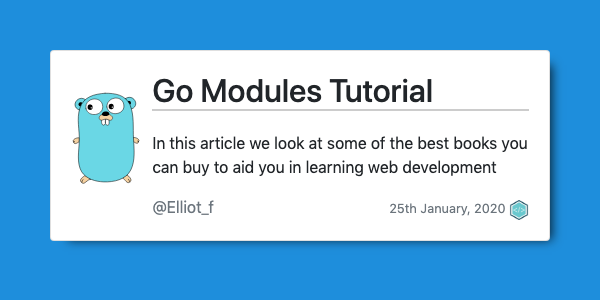 Go Modules Tutorial
In this article we look at some of the best books you
can buy to aid you in learning web development
@Elliot_f
25th January, 2020